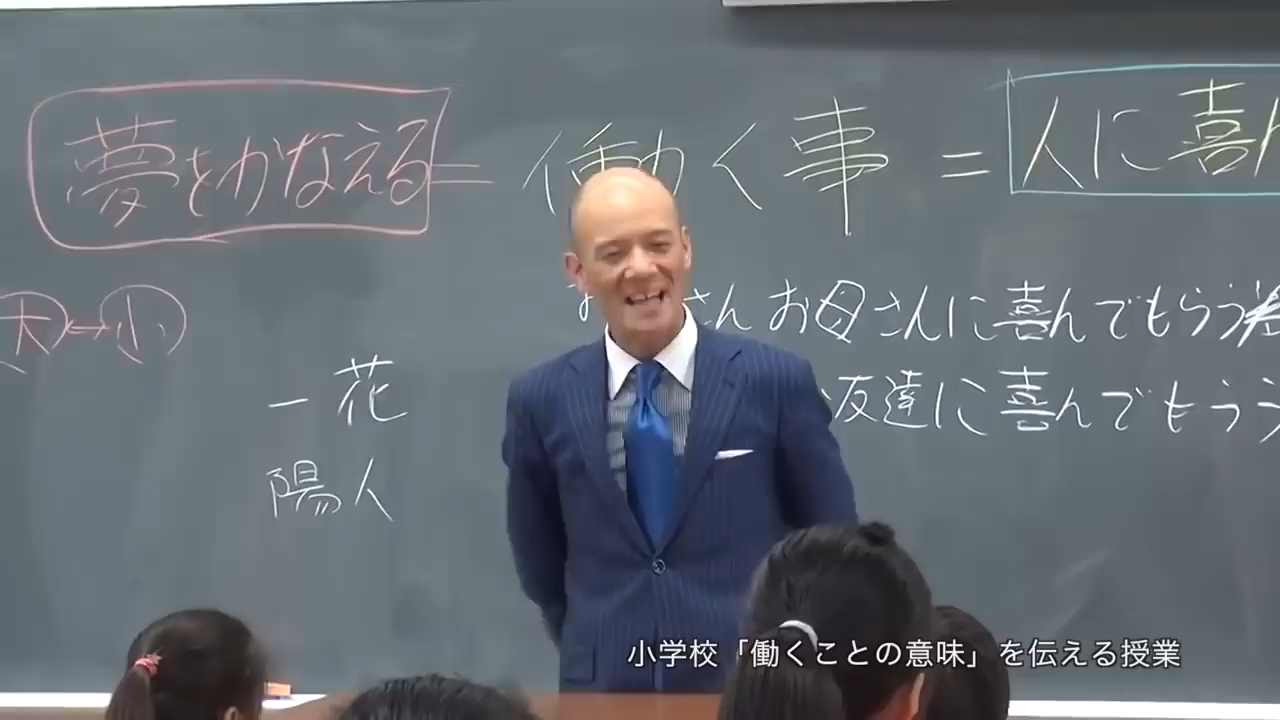 夢をかなえる = 働く事 = 人に喜
大↔小
さんお母さんに喜んでもらう
友達に喜んでもらう
一花
陽人
小学校「働くことの意味」を伝える授業